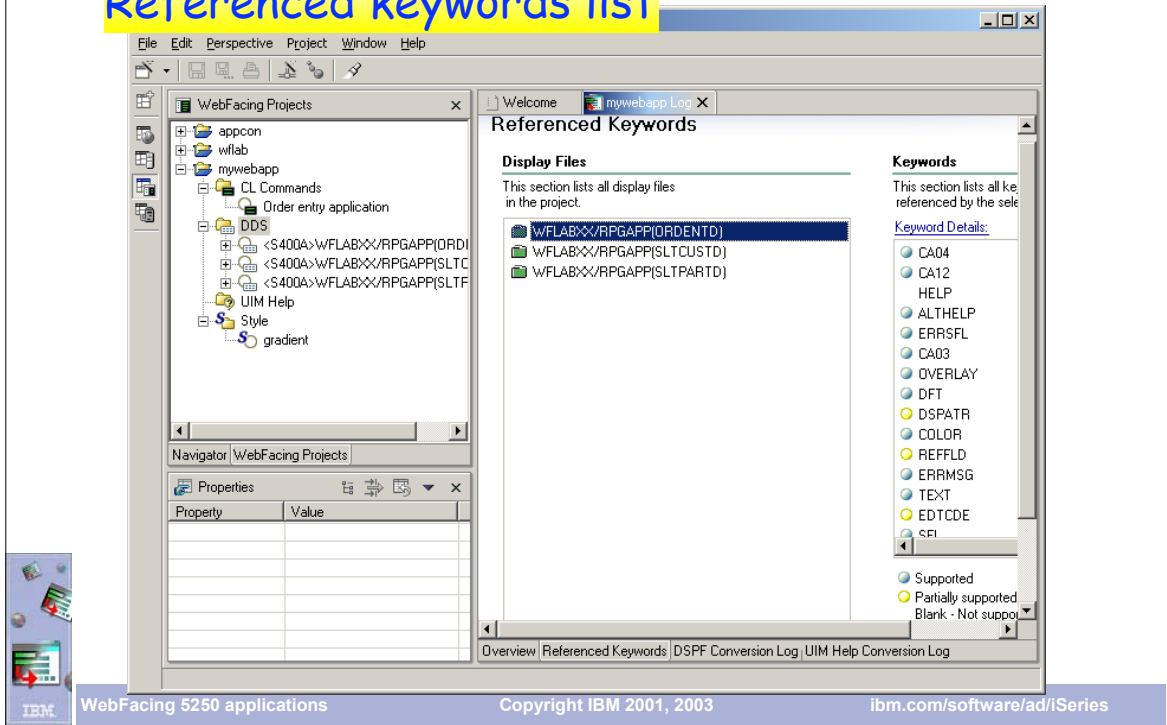 Referenced keywords list
File Edit Perspective Project Window Help
WebFacing Projects
appcon
wflab
mywebapp
CL Commands
Order entry application
DDS
<S400A>WFLABXX/RPGAPP(ORDI
<S400A>WFLABXX/RPGAPP(SLTC
<S400A>WFLABXX/RPGAPP(SLTF
UIM Help
Style
gradient
Navigator WebFacing Projects
Properties
Property Value
Welcome mywebapp Log
Referenced Keywords
Display Files
This section lists all display files
in the project.
WFLABXX/RPGAPP(ORDENTD)
WFLABXX/RPGAPP(SLTCUSTD)
WFLABXX/RPGAPP(SLTPARTD)
Keywords
This section lists all ke
referenced by the sele
Keyword Details:
CA04
CA12
HELP
ALTHELP
ERRSFL
CA03
OVERLAY
DFT
DSPATR
COLOR
REFFLD
ERRMSG
TEXT
EDTCDE
SFL
Supported
Partially supported
Blank - Not suppor
Overview Referenced Keywords DSPF Conversion Log UIM Help Conversion Log
IBM
WebFacing 5250 applications Copyright IBM 2001, 2003 ibm.com/software/ad/iSeries